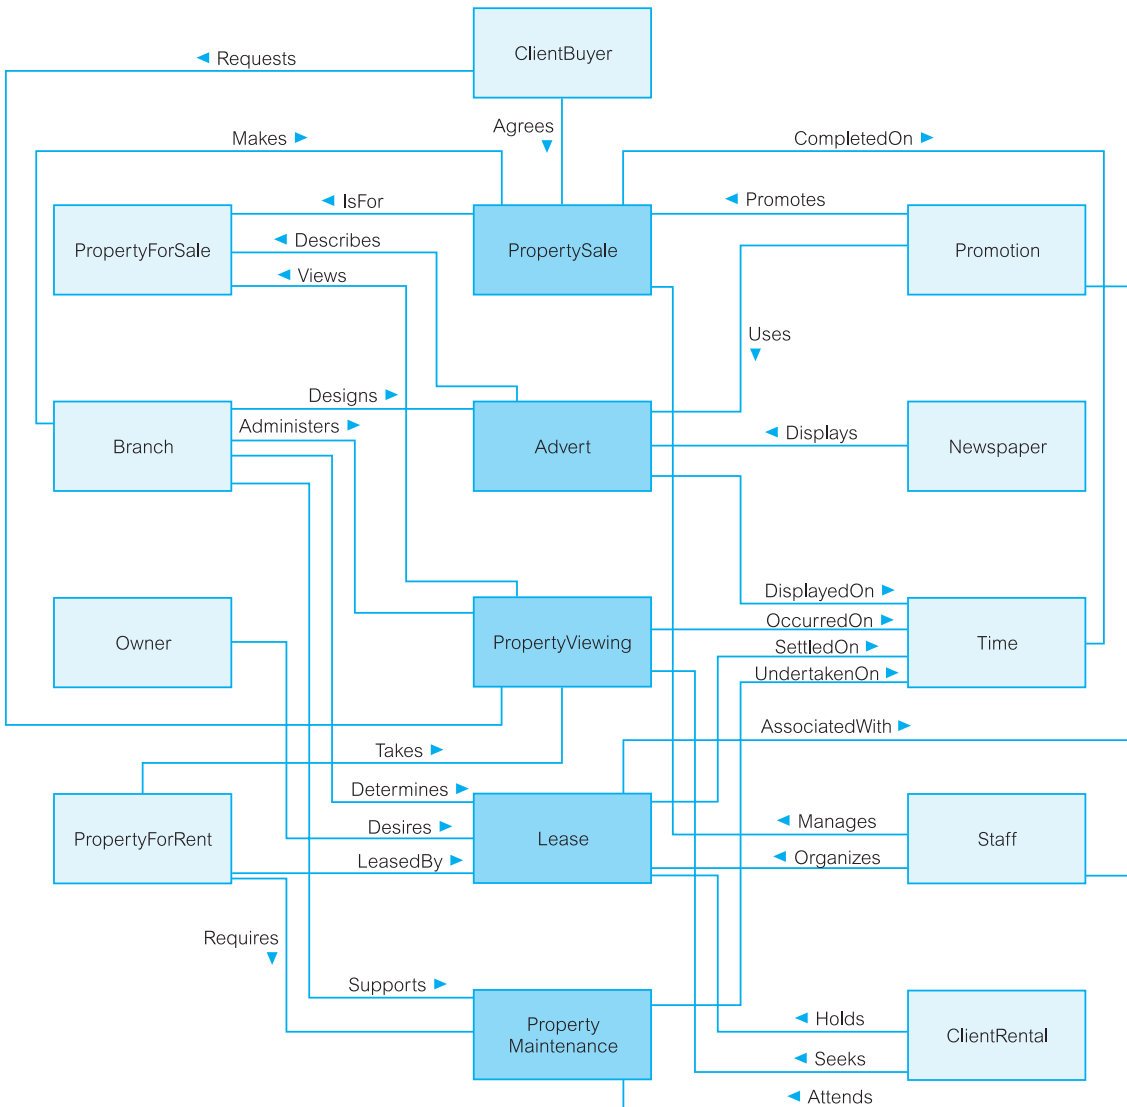 ClientBuyer
Requests
Agrees
Makes
CompletedOn
IsFor
Promotes
PropertyForSale
Describes
PropertySale
Promotion
Views
Uses
Designs
Administers
Branch
Advert
Displays
Newspaper
DisplayedOn
OccurredOn
Owner
PropertyViewing
SettledOn
Time
UndertakenOn
AssociatedWith
Takes
Determines
PropertyForRent
Desires
Lease
Manages
Staff
LeasedBy
Organizes
Requires
Supports
Property
Maintenance
Holds
ClientRental
Seeks
Attends